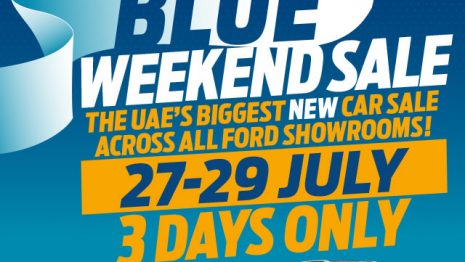 BLUE
WEEKEND SALE
THE UAE'S BIGGEST NEW CAR SALE
ACROSS ALL FORD SHOWROOMS!
27-29 JULY
3 DAYS ONLY